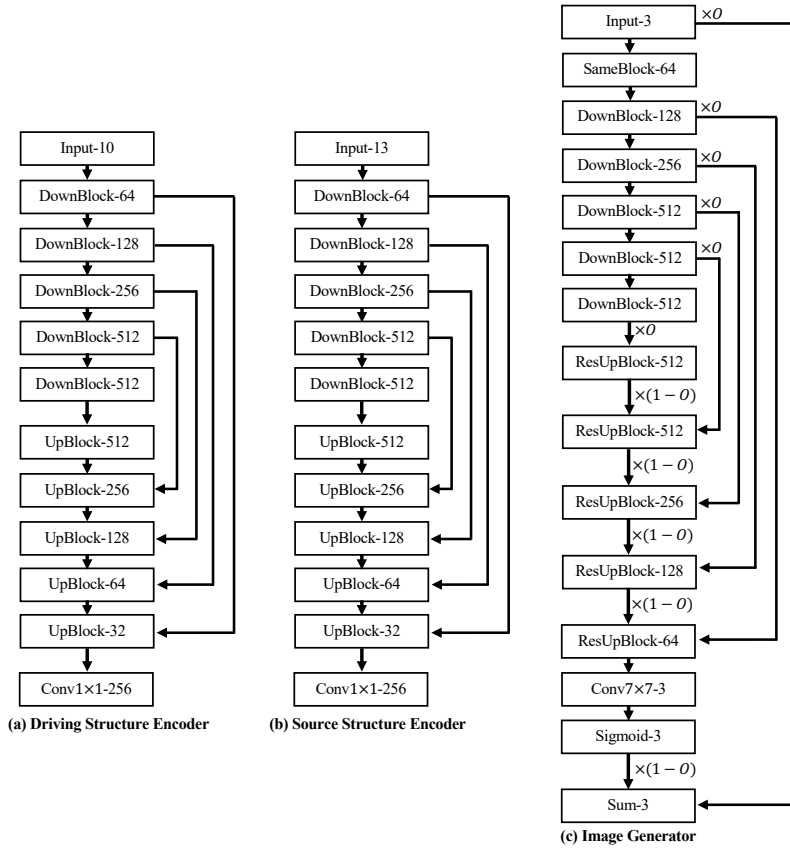 Input-10
DownBlock-64
DownBlock-128
DownBlock-256
DownBlock-512
DownBlock-512
UpBlock-512
UpBlock-256
UpBlock-128
UpBlock-64
UpBlock-32
Conv1×1-256
(a) Driving Structure Encoder
Input-13
DownBlock-64
DownBlock-128
DownBlock-256
DownBlock-512
DownBlock-512
UpBlock-512
UpBlock-256
UpBlock-128
UpBlock-64
UpBlock-32
Conv1×1-256
(b) Source Structure Encoder
Input-3
×O
SameBlock-64
DownBlock-128
×O
DownBlock-256
×O
DownBlock-512
×O
DownBlock-512
×O
DownBlock-512
×O
ResUpBlock-512
×(1−O)
ResUpBlock-512
×(1−O)
ResUpBlock-256
×(1−O)
ResUpBlock-128
×(1−O)
ResUpBlock-64
Conv7×7-3
Sigmoid-3
×(1−O)
Sum-3
(c) Image Generator